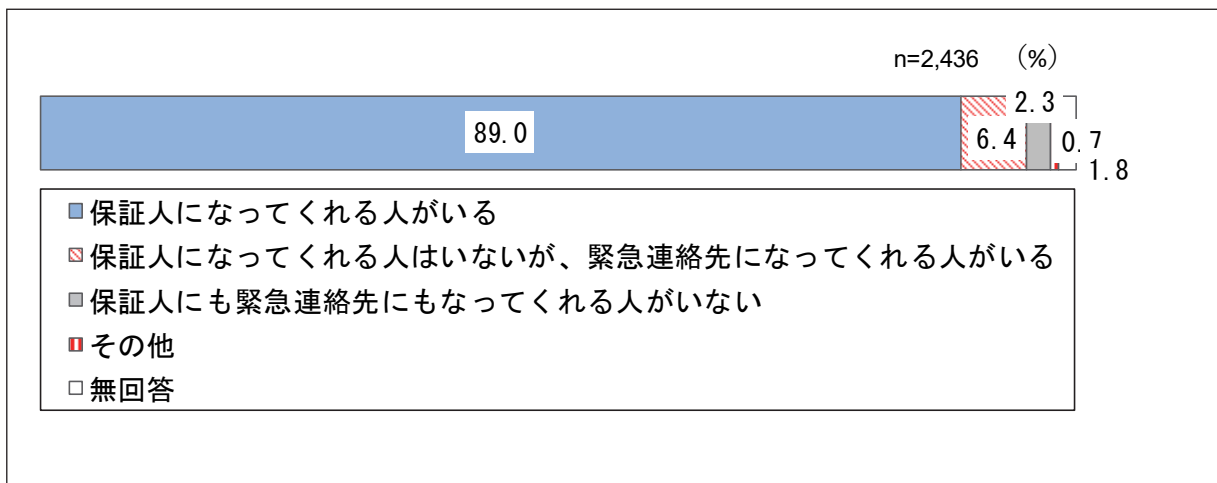 n=2,436 （%）
2.3
89.0
6.4
0.7
1.8
保証人になってくれる人がいる
保証人になってくれる人はいないが、緊急連絡先になってくれる人がいる
保証人にも緊急連絡先にもなってくれる人がいない
その他
無回答